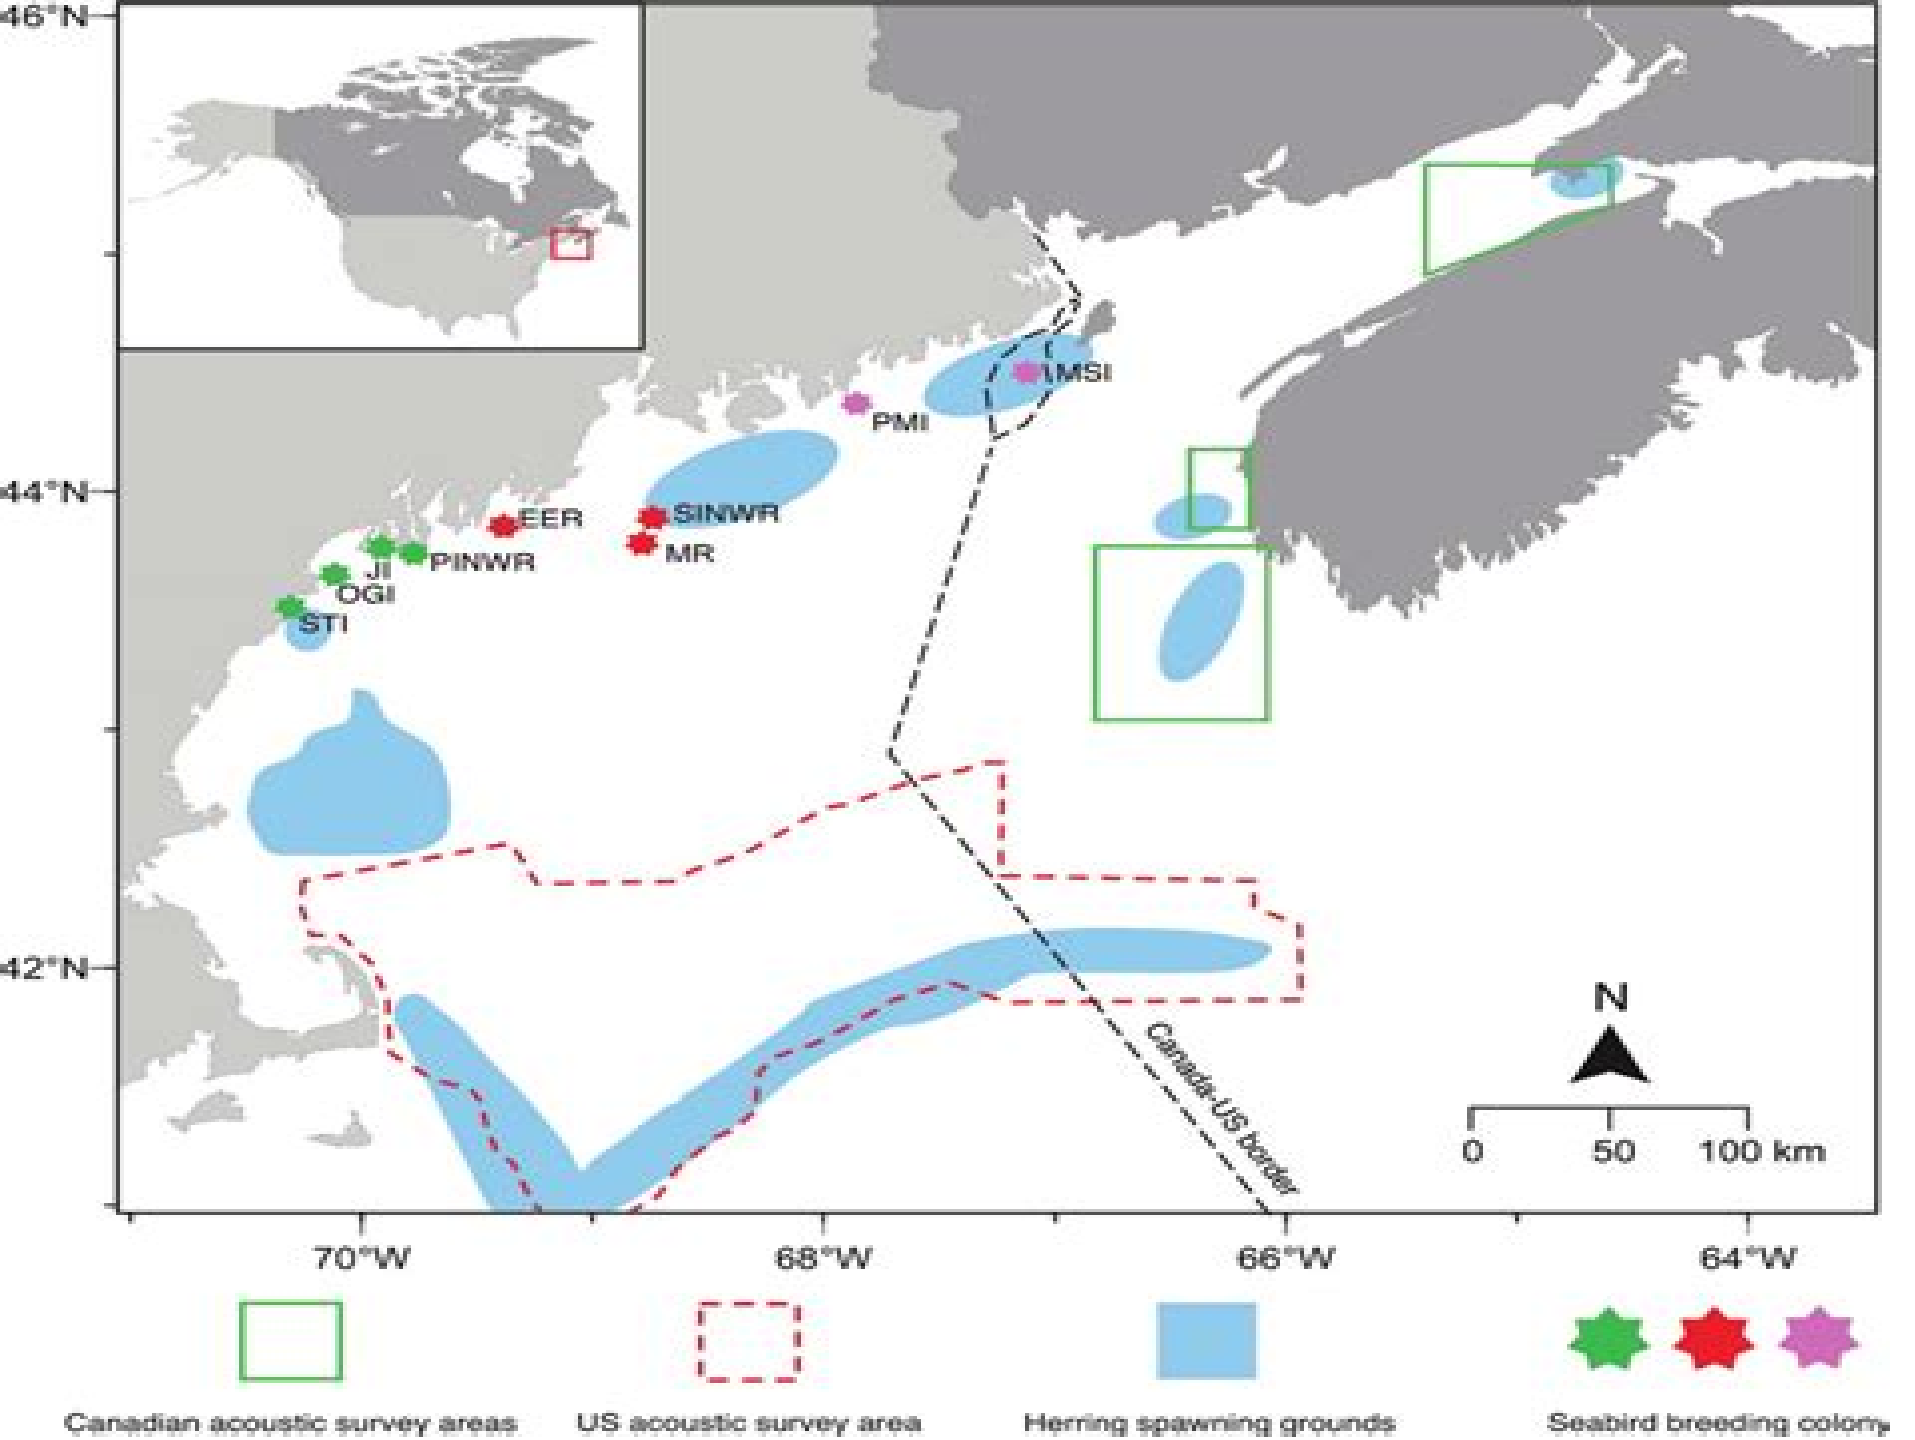 46°N
MSI
PMI
44°N
SINWR
EER
MR
PINWR
JI
OGI
STI
42°N
N
Canada-US border
0 50 100 km
70°W 68°W 66°W 64°W
Canadian acoustic survey areas US acoustic survey area Herring spawning grounds Seabird breeding colony